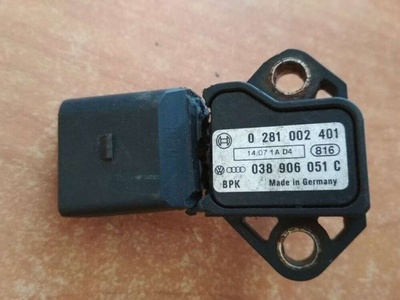 0 281 002 401
14.07 1A D4 816
038 906 051 C
BPK Made in Germany